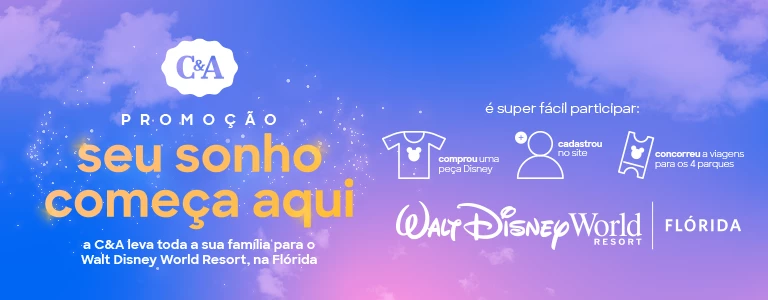 C&A
PROMOÇÃO
seu sonho
começa aqui
a C&A leva toda a sua família para o
Walt Disney World Resort, na Flórida
é super fácil participar:
comprou uma
peça Disney
cadastrou
no site
concorreu a viagens
para os 4 parques
WALT DISNEY World
RESORT
FLÓRIDA